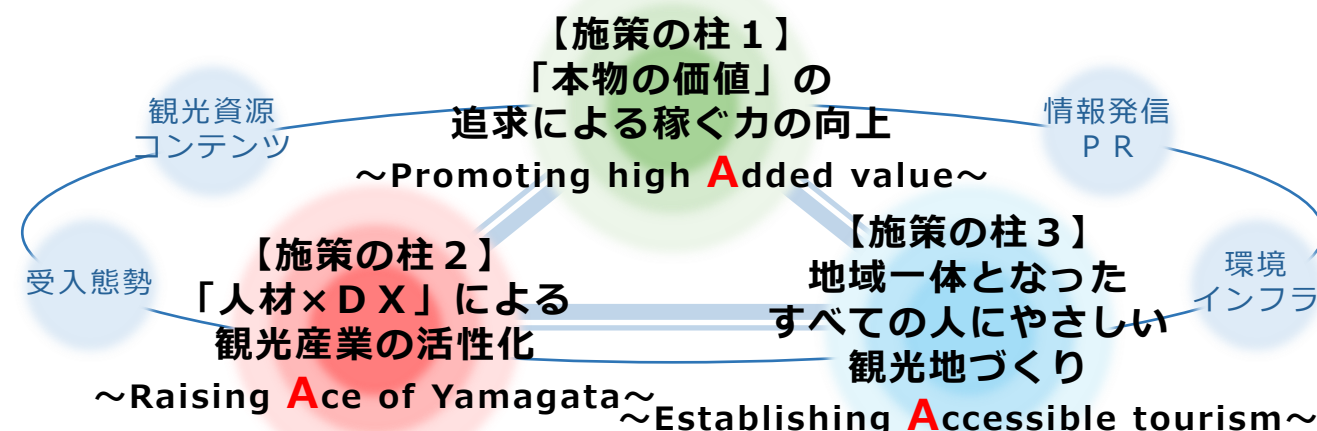 【施策の柱１】
「本物の価値」の
追求による稼ぐ力の向上
～Promoting high Added value～
観光資源
コンテンツ
情報発信
ＰＲ
受入態勢
環境
インフラ
【施策の柱２】
「人材×ＤＸ」による
観光産業の活性化
～Raising Ace of Yamagata～
【施策の柱３】
地域一体となった
すべての人にやさしい
観光地づくり
～Establishing Accessible tourism～